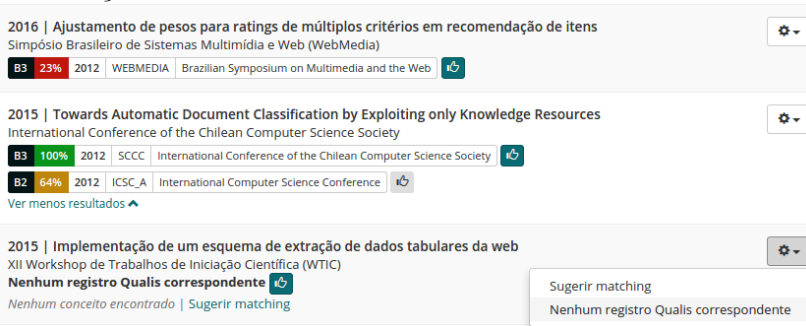 2016 | Ajustamento de pesos para ratings de múltiplos critérios em recomendação de itens
Simpósio Brasileiro de Sistemas Multimídia e Web (WebMedia)
B3 23% 2012 WEBMEDIA Brazilian Symposium on Multimedia and the Web
2015 | Towards Automatic Document Classification by Exploiting only Knowledge Resources
International Conference of the Chilean Computer Science Society
B3 100% 2012 SCCC International Conference of the Chilean Computer Science Society
B2 64% 2012 ICSC_A International Computer Science Conference
Ver menos resultados
2015 | Implementação de um esquema de extração de dados tabulares da web
XII Workshop de Trabalhos de Iniciação Científica (WTIC)
Nenhum registro Qualis correspondente
Nenhum conceito encontrado | Sugerir matching
Sugerir matching
Nenhum registro Qualis correspondente